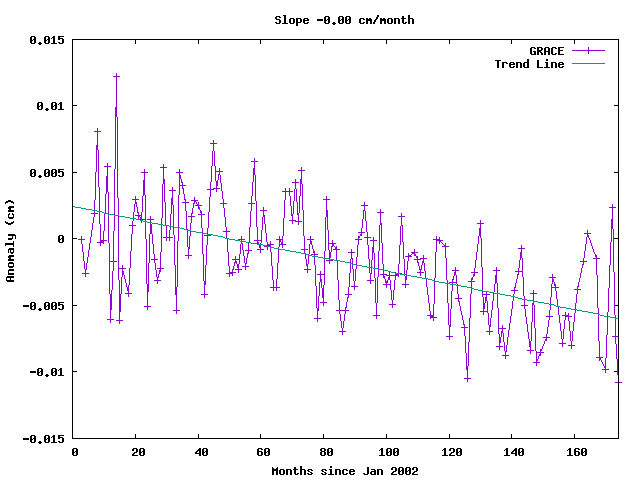 Slope -0.00 cm/month
0.015
GRACE
Trend Line
0.01
0.005
Anomaly (cm)
0
-0.005
-0.01
-0.015
0 20 40 60 80 100 120 140 160
Months since Jan 2002